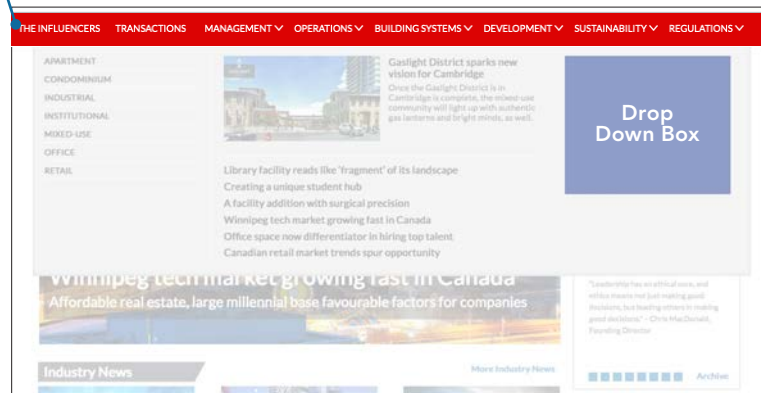 THE INFLUENCERS TRANSACTIONS MANAGEMENT OPERATIONS BUILDING SYSTEMS DEVELOPMENT SUSTAINABILITY REGULATIONS
APARTMENT
CONDOMINIUM
INDUSTRIAL
INSTITUTIONAL
MIXED-USE
OFFICE
RETAIL
Gaslight District sparks new
vision for Cambridge
Once the Gaslight District is in
Cambridge is complete, the mixed-use
community will light up with authentic
gas lanterns and bright minds, as well.
Library facility reads like 'fragment' of its landscape
Creating a unique student hub
A facility addition with surgical precision
Winnipeg tech market growing fast in Canada
Office space now differentiator in hiring top talent
Canadian retail market trends spur opportunity
Drop
Down Box
Winnipeg tech market growing fast in Canada
Affordable real estate, large millennial base favourable factors for companies
"Leadership has an ethical core, and
ethics means not just making good
decisions, but leading others in making
good decisions." - Chris MacDonald,
Founding Director
Industry News
More Industry News
Archive